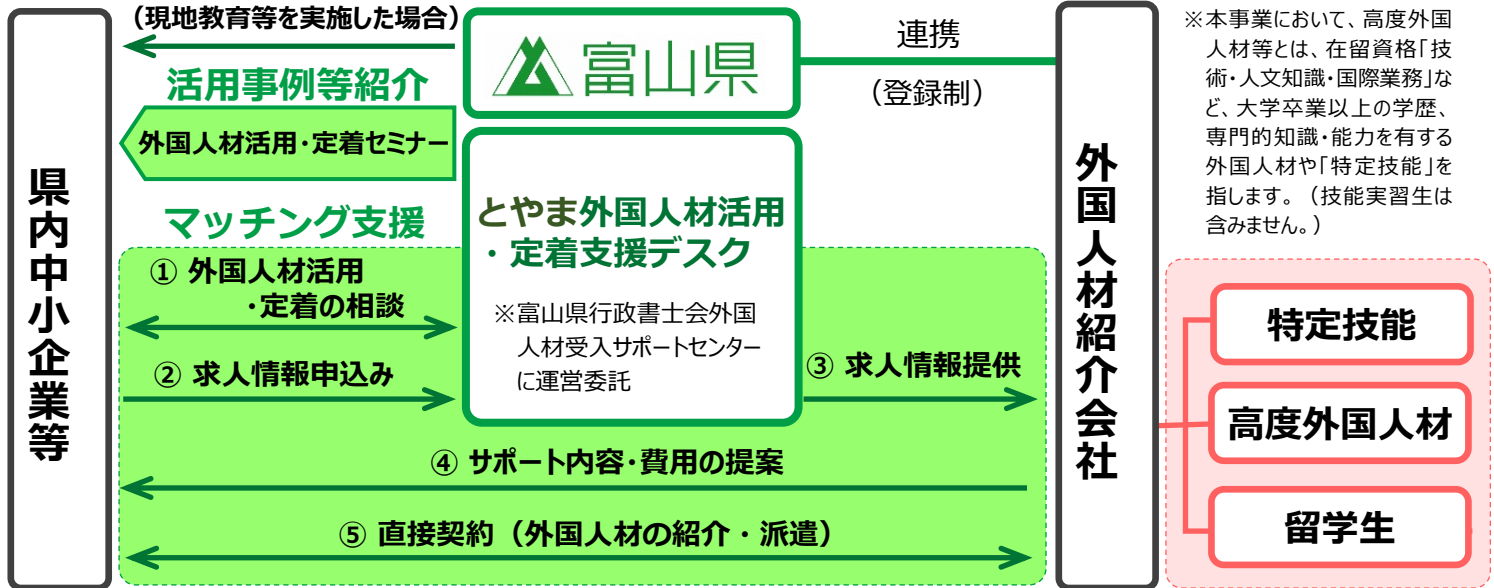 （現地教育等を実施した場合）
富山県
連携
（登録制）
※本事業において、高度外国
人材等とは、在留資格「技
術・人文知識・国際業務」な
ど、大学卒業以上の学歴、
専門的知識・能力を有する
外国人材や「特定技能」を
指します。（技能実習生は
含みません。）
活用事例等紹介
外国人材活用・定着セミナー
県内中小企業等
マッチング支援
とやま外国人材活用
・定着支援デスク
※富山県行政書士会外国
人材受入サポートセンター
に運営委託
① 外国人材活用
・定着の相談
② 求人情報申込み
③ 求人情報提供
④ サポート内容・費用の提案
⑤ 直接契約（外国人材の紹介・派遣）
外国人材紹介会社
特定技能
高度外国人材
留学生